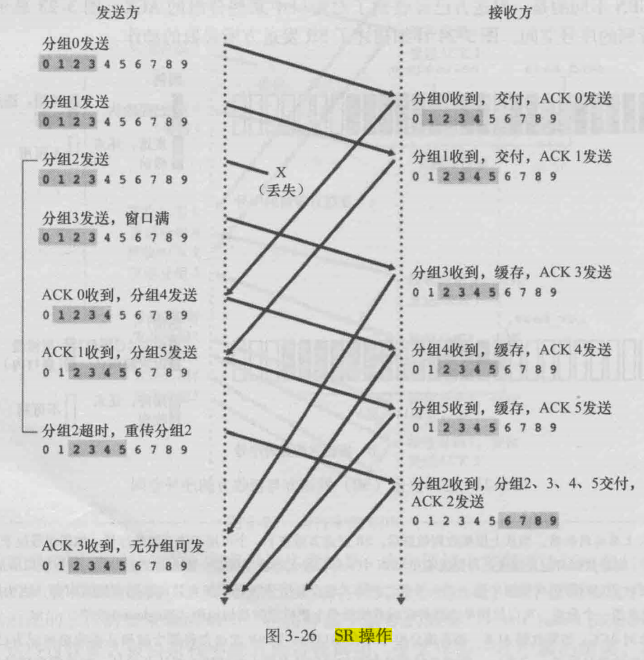 发送方
接收方
分组0发送
0 1 2 3 4 5 6 7 8 9
分组0收到，交付，ACK 0发送
0 1 2 3 4 5 6 7 8 9
分组1发送
0 1 2 3 4 5 6 7 8 9
分组1收到，交付，ACK 1发送
0 1 2 3 4 5 6 7 8 9
分组2发送
0 1 2 3 4 5 6 7 8 9
X
（丢失）
分组3发送，窗口满
0 1 2 3 4 5 6 7 8 9
分组3收到，缓存，ACK 3发送
0 1 2 3 4 5 6 7 8 9
ACK 0收到，分组4发送
0 1 2 3 4 5 6 7 8 9
分组4收到，缓存，ACK 4发送
0 1 2 3 4 5 6 7 8 9
ACK 1收到，分组5发送
0 1 2 3 4 5 6 7 8 9
分组5收到，缓存，ACK 5发送
0 1 2 3 4 5 6 7 8 9
分组2超时，重传分组2
0 1 2 3 4 5 6 7 8 9
分组2收到，分组2、3、4、5交付，
ACK 2发送
0 1 2 3 4 5 6 7 8 9
ACK 3收到，无分组可发
0 1 2 3 4 5 6 7 8 9
图 3-26 SR 操作